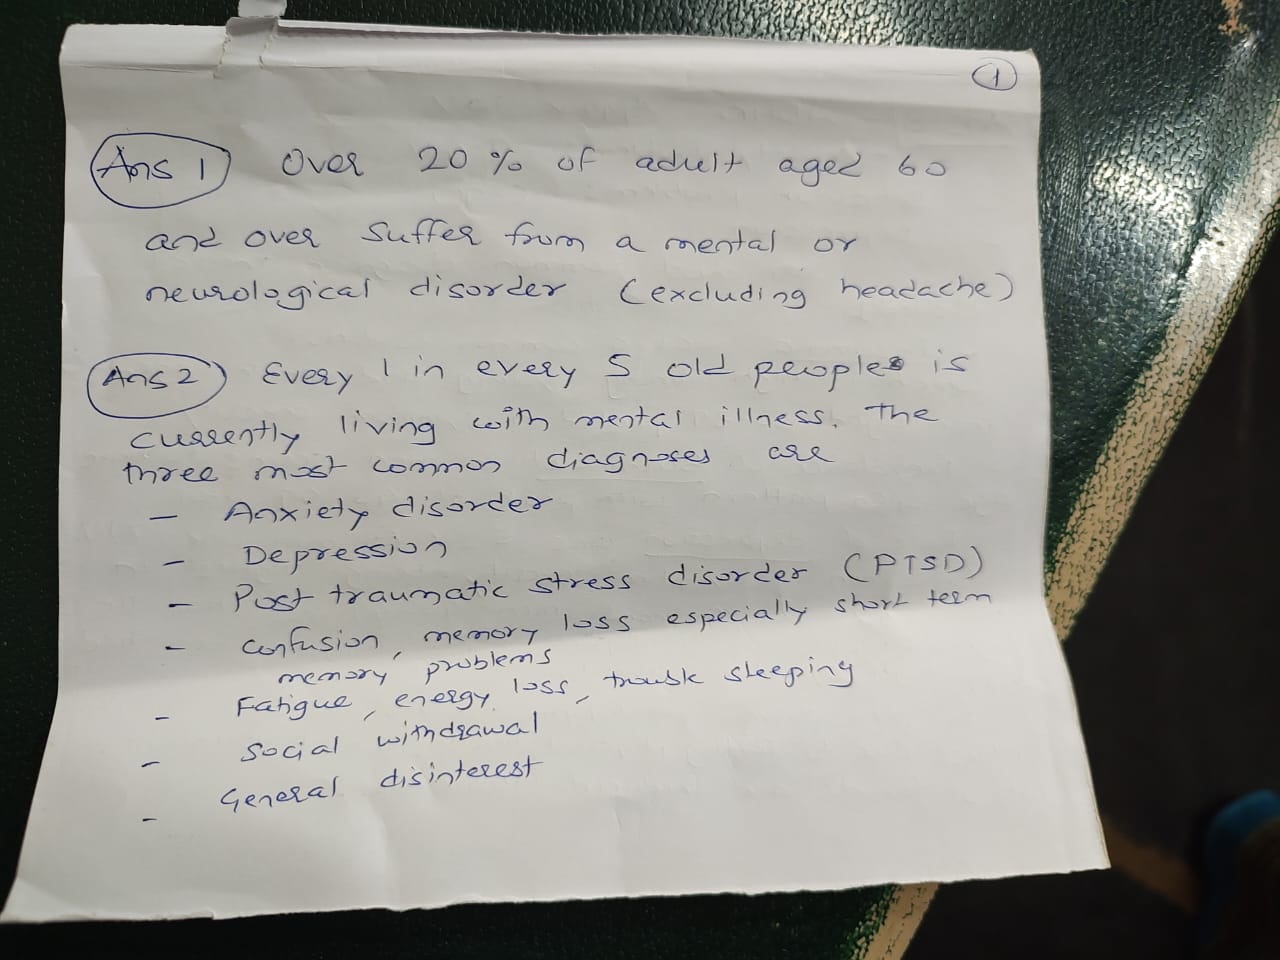 1
Ans 1 Over 20% of adult aged 60
and over suffer from a mental or
neurological disorder (excluding headache)
Ans 2 Every 1 in every 5 old people is
currently living with mental illness. The
three most common diagnoses are
- Anxiety disorder
- Depression
- Post traumatic stress disorder (PTSD)
- confusion, memory loss especially short term
memory problems
- Fatigue, energy loss, trouble sleeping
- Social withdrawal
- General disinterest